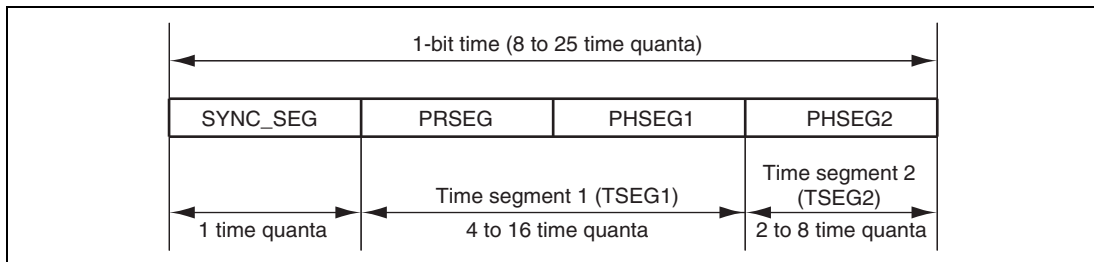 1-bit time (8 to 25 time quanta)
SYNC_SEG PRSEG PHSEG1 PHSEG2
Time segment 1 (TSEG1)
Time segment 2
(TSEG2)
1 time quanta 4 to 16 time quanta 2 to 8 time quanta